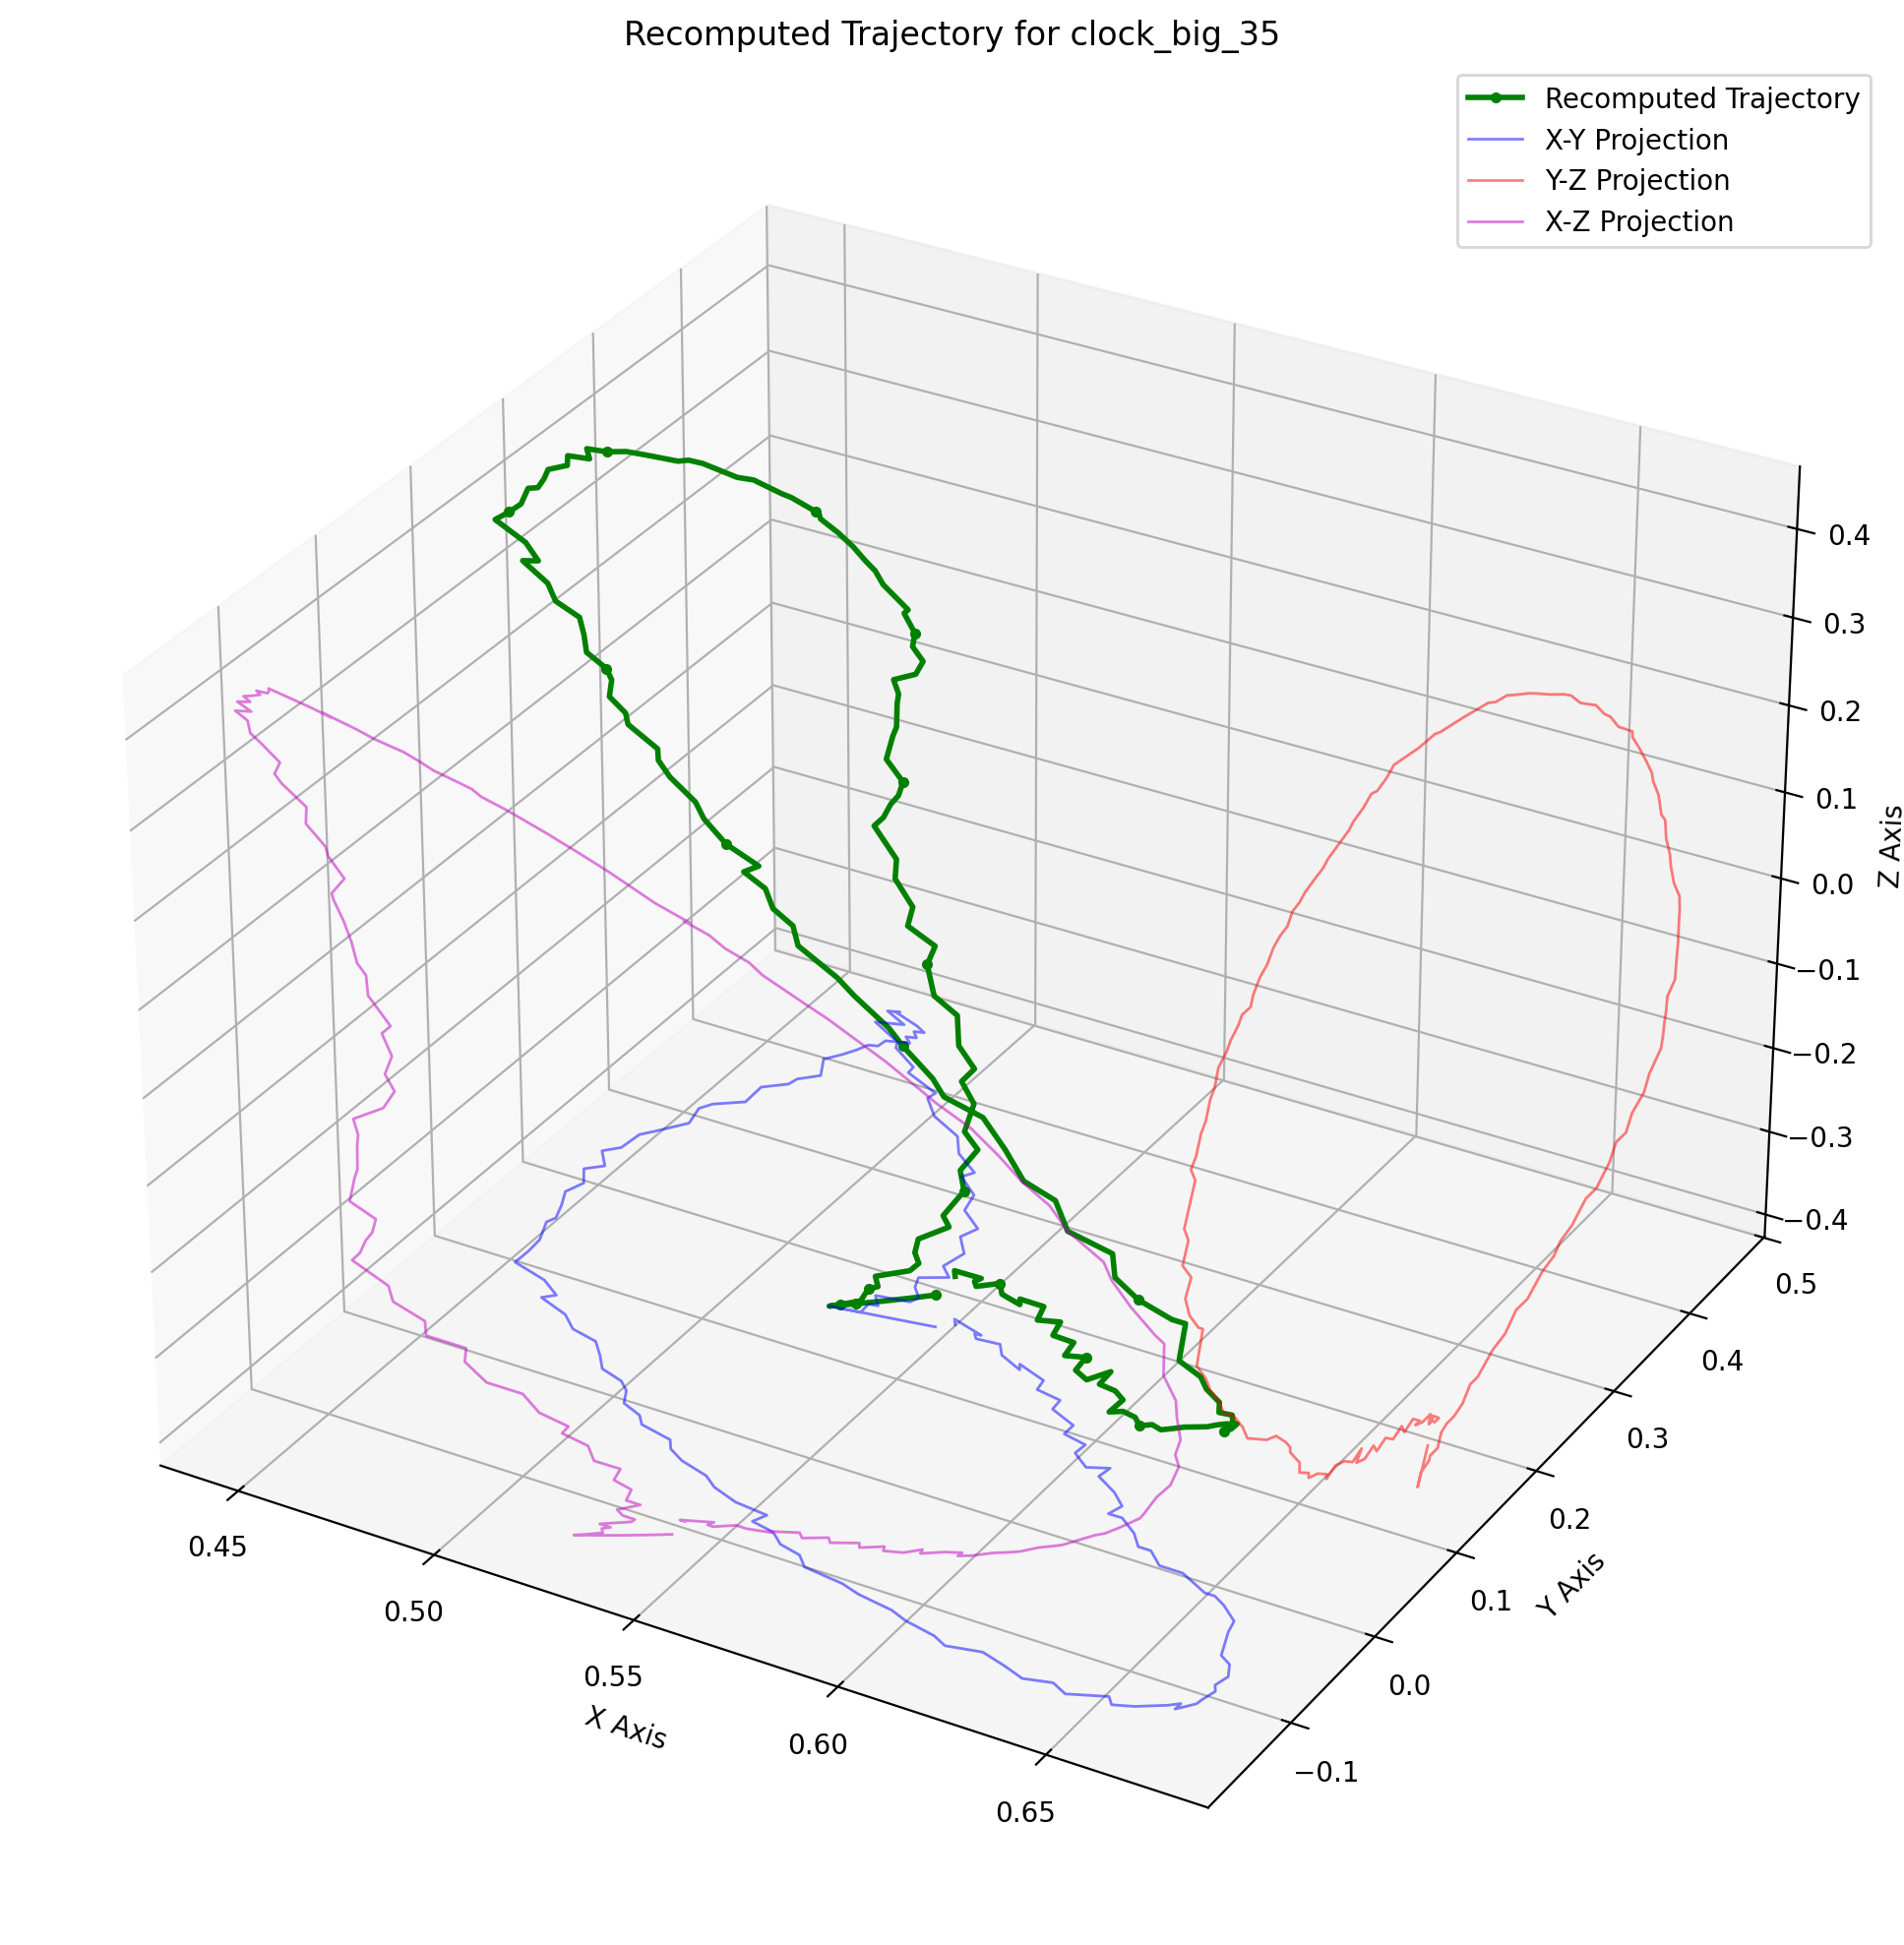 Recomputed Trajectory for clock_big_35
Recomputed Trajectory
X-Y Projection
Y-Z Projection
X-Z Projection
0.4
0.3
0.2
0.1
0.0
−0.1
−0.2
−0.3
−0.4
Z Axis
0.5
0.4
0.3
0.2
0.1
0.0
−0.1
Y Axis
0.45
0.50
0.55
0.60
0.65
X Axis